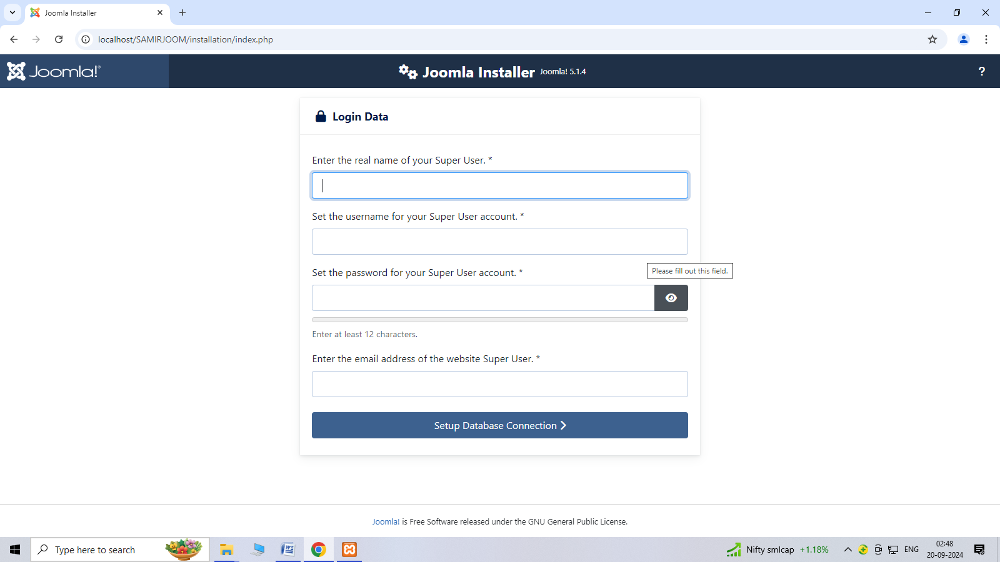 Joomla Installer
localhost/SAMIRJOOM/installation/index.php
Joomla!® Joomla Installer Joomla! 5.1.4 ?
Login Data
Enter the real name of your Super User. *
Set the username for your Super User account. *
Please fill out this field.
Set the password for your Super User account. *
Enter at least 12 characters.
Enter the email address of the website Super User. *
Setup Database Connection
Joomla! is Free Software released under the GNU General Public License.
Type here to search
Nifty smlcap +1.18%
ENG
02:48
20-09-2024